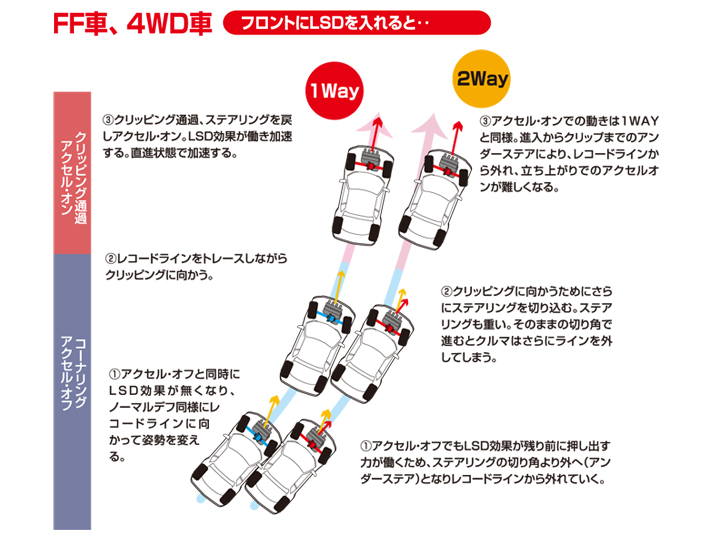 FF車、4WD車 フロントにLSDを入れると‥
1Way
2Way
クリッピング通過
アクセル・オン
③クリッピング通過、ステアリングを戻
しアクセル・オン。LSD効果が働き加速
する。直進状態で加速する。
③アクセル・オンでの動きは1WAY
と同様。進入からクリップまでのアン
ダーステアにより、レコードラインか
ら外れ、立ち上がりでのアクセルオ
ンが難しくなる。
②レコードラインをトレースしながら
クリッピングに向かう。
コーナリング
アクセル・オフ
②クリッピングに向かうためにさら
にステアリングを切り込む。ステア
リングも重い。そのままの切り角で
進むとクルマはさらにラインを外
してしまう。
①アクセル・オフと同時に
LSD効果が無くなり、
ノーマルデフ同様にレ
コードラインに向
かって姿勢を変え
る。
①アクセル・オフでもLSD効果が残り前に押し出す
力が働くため、ステアリングの切り角より外へ(アン
ダーステア)となりレコードラインから外れていく。